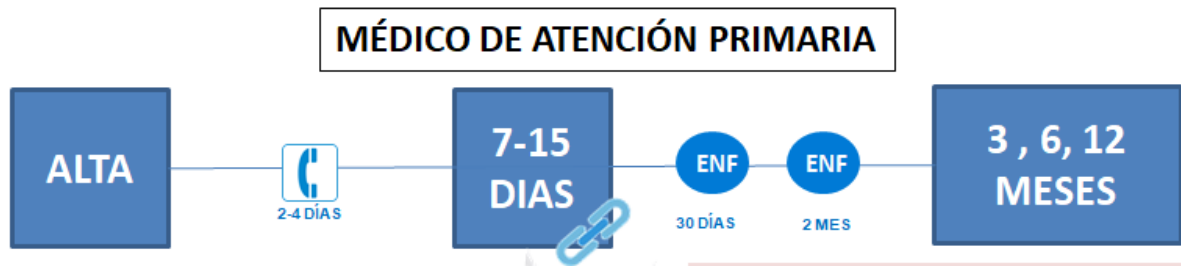 MÉDICO DE ATENCIÓN PRIMARIA
ALTA
2-4 DÍAS
7-15
DIAS
ENF
30 DÍAS
ENF
2 MES
3 , 6, 12
MESES